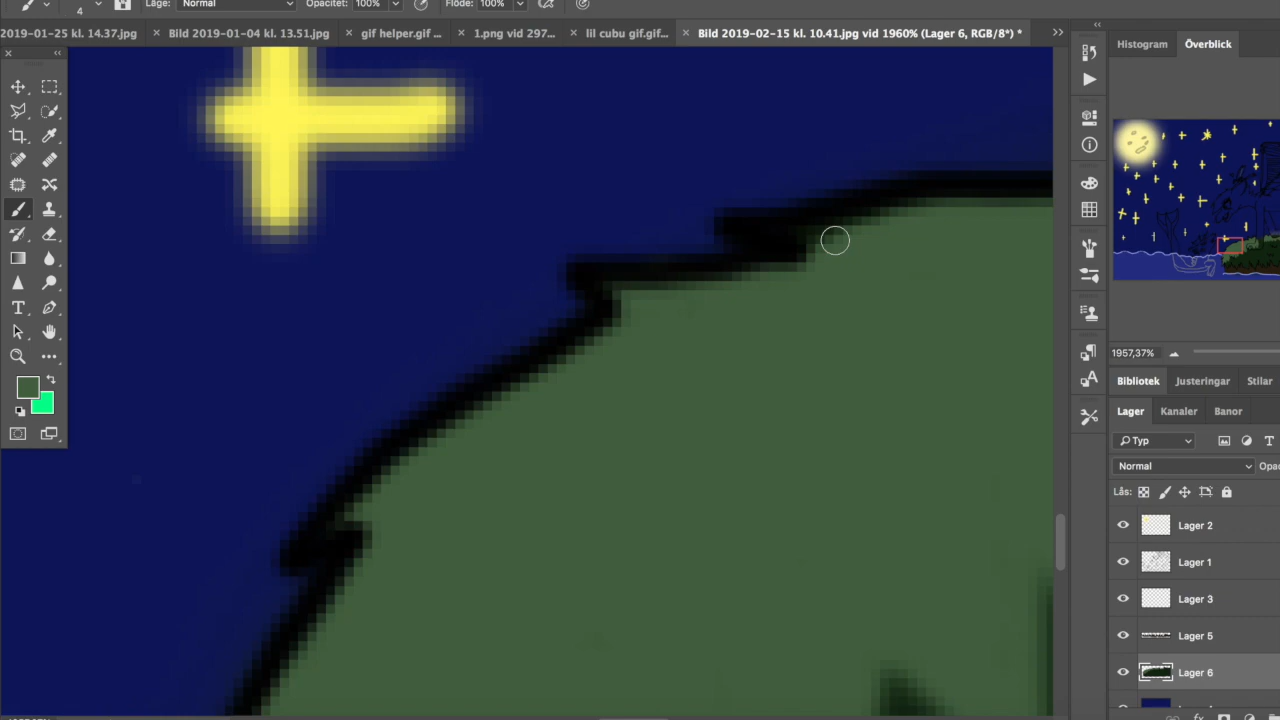 4 Läge: Normal Opacitet: 100% Flöde: 100%
2019-01-25 kl. 14.37.jpg × Bild 2019-01-04 kl. 13.51.jpg × gif helper.gif ... × 1.png vid 297... × lil cubu gif.gif... × Bild 2019-02-15 kl. 10.41.jpg vid 1960% (Lager 6, RGB/8*) *
Histogram Överblick
1957,37%
Bibliotek Justeringar Stilar
Lager Kanaler Banor
Typ
Normal Opac
Lås:
Lager 2
Lager 1
Lager 3
Lager 5
Lager 6